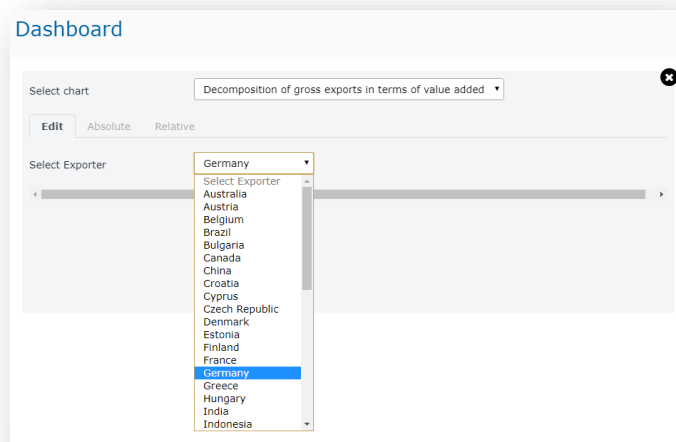 Dashboard
Select chart
Decomposition of gross exports in terms of value added
Edit Absolute Relative
Select Exporter
Germany
Select Exporter
Australia
Austria
Belgium
Brazil
Bulgaria
Canada
China
Croatia
Cyprus
Czech Republic
Denmark
Estonia
Finland
France
Germany
Greece
Hungary
India
Indonesia